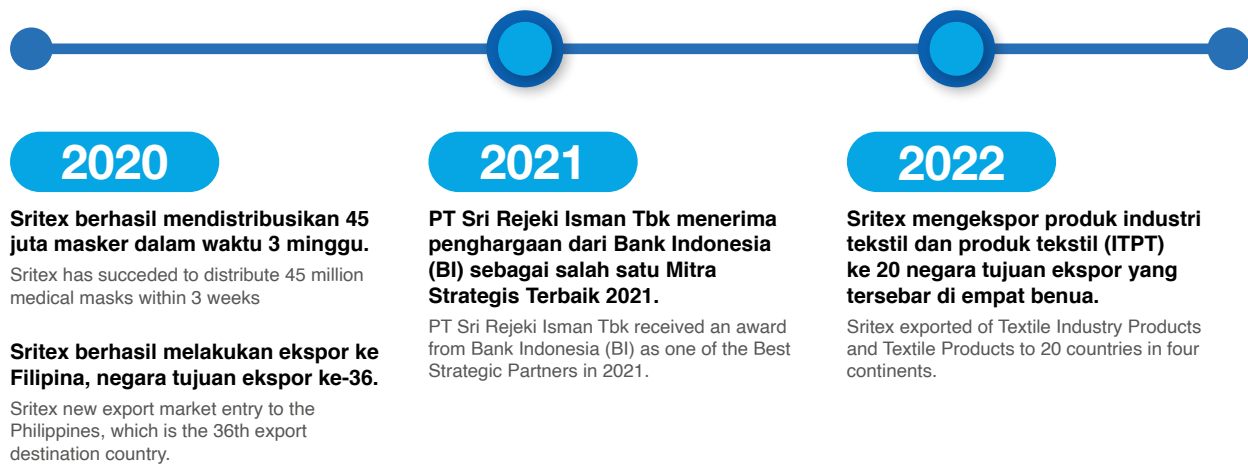 2020
Sritex berhasil mendistribusikan 45
juta masker dalam waktu 3 minggu.
Sritex has succeded to distribute 45 million
medical masks within 3 weeks
Sritex berhasil melakukan ekspor ke
Filipina, negara tujuan ekspor ke-36.
Sritex new export market entry to the
Philippines, which is the 36th export
destination country.
2021
PT Sri Rejeki Isman Tbk menerima
penghargaan dari Bank Indonesia
(BI) sebagai salah satu Mitra
Strategis Terbaik 2021.
PT Sri Rejeki Isman Tbk received an award
from Bank Indonesia (BI) as one of the Best
Strategic Partners in 2021.
2022
Sritex mengekspor produk industri
tekstil dan produk tekstil (ITPT)
ke 20 negara tujuan ekspor yang
tersebar di empat benua.
Sritex exported of Textile Industry Products
and Textile Products to 20 countries in four
continents.